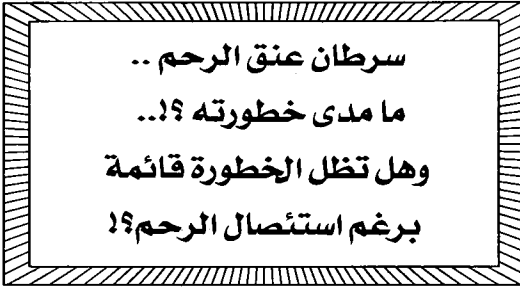 سرطان عنق الرحم ..
ما مدى خطورته ؟!..
وهل تظل الخطورة قائمة
برغم استئصال الرحم؟!